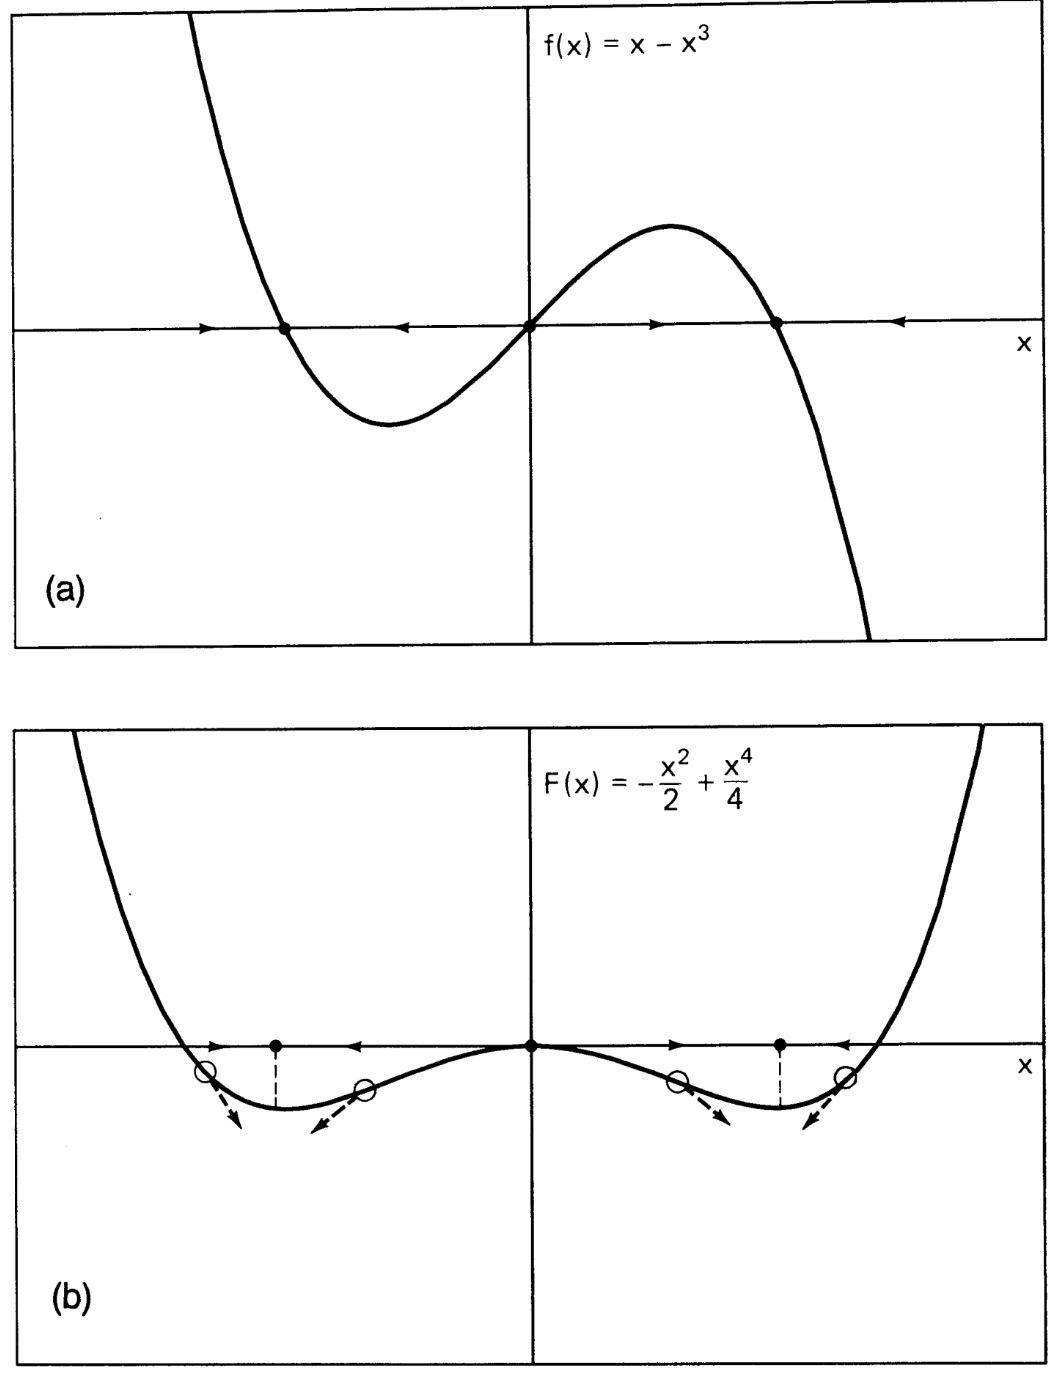 f(x) = x − x³
x
(a)
F(x) = −x²/2 + x⁴/4
x
(b)